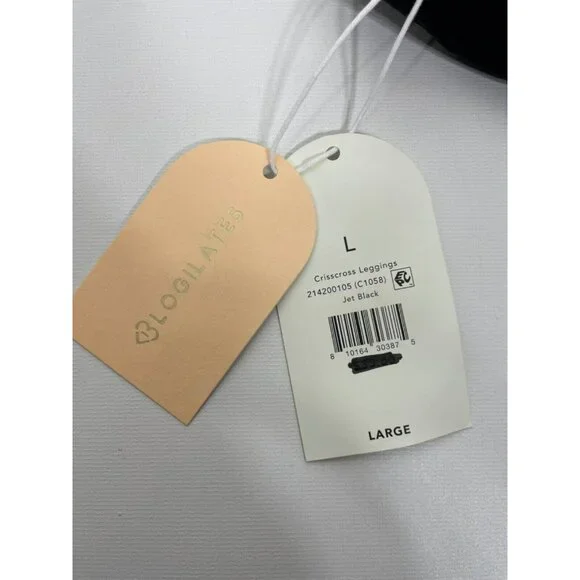 BLOGILATES
L
Crisscross Leggings
214200105 (C1058)
Jet Black
8 10164 30387 5
LARGE